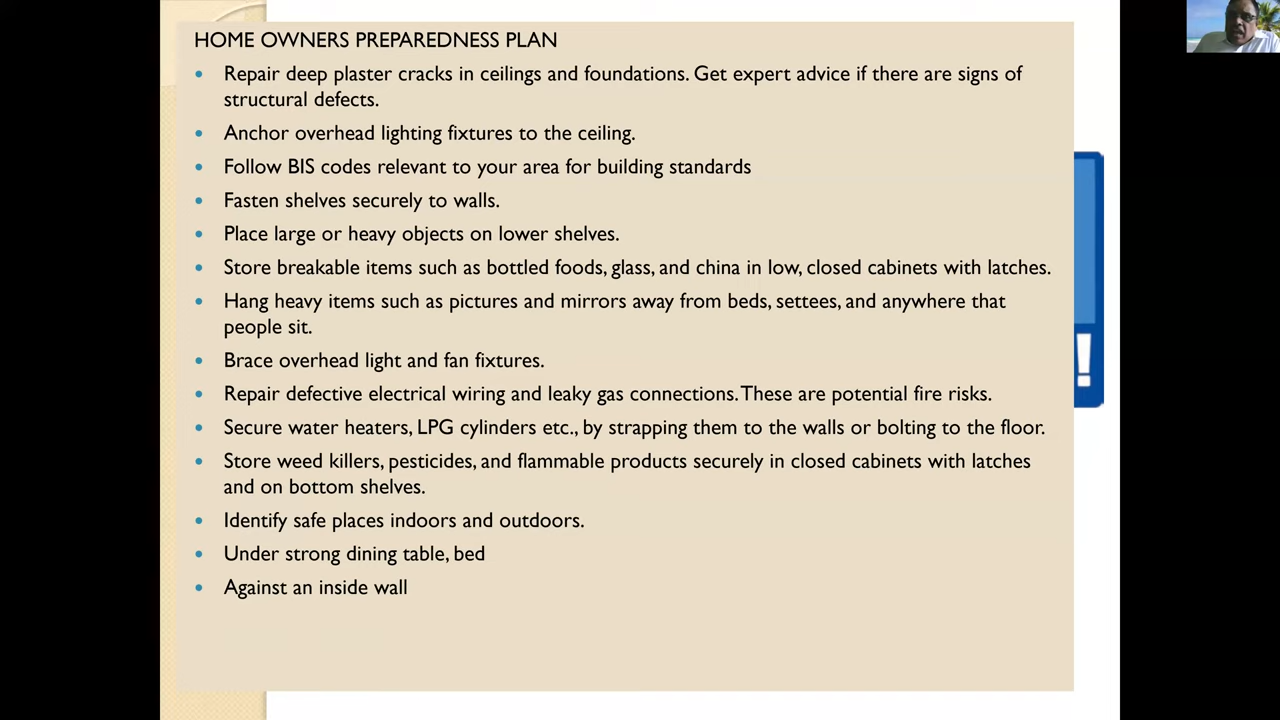 HOME OWNERS PREPAREDNESS PLAN
• Repair deep plaster cracks in ceilings and foundations. Get expert advice if there are signs of
structural defects.
• Anchor overhead lighting fixtures to the ceiling.
• Follow BIS codes relevant to your area for building standards
• Fasten shelves securely to walls.
• Place large or heavy objects on lower shelves.
• Store breakable items such as bottled foods, glass, and china in low, closed cabinets with latches.
• Hang heavy items such as pictures and mirrors away from beds, settees, and anywhere that
people sit.
• Brace overhead light and fan fixtures.
• Repair defective electrical wiring and leaky gas connections. These are potential fire risks.
• Secure water heaters, LPG cylinders etc., by strapping them to the walls or bolting to the floor.
• Store weed killers, pesticides, and flammable products securely in closed cabinets with latches
and on bottom shelves.
• Identify safe places indoors and outdoors.
• Under strong dining table, bed
• Against an inside wall
!